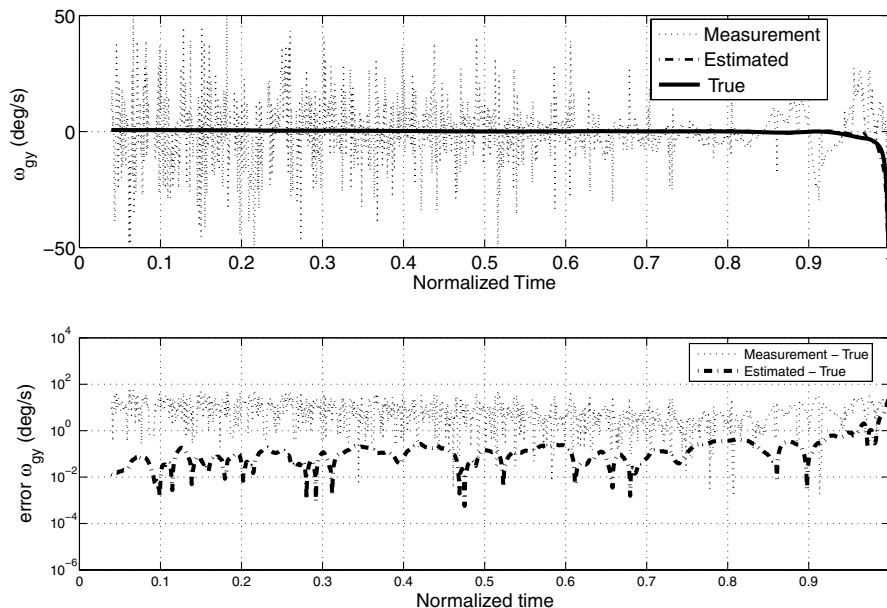 50
0
−50
ω_gy (deg/s)
Measurement
Estimated
True
0 0.1 0.2 0.3 0.4 0.5 0.6 0.7 0.8 0.9 1
Normalized Time
10^4
10^2
10^0
10^−2
10^−4
10^−6
error ω_gy (deg/s)
Measurement − True
Estimated − True
0 0.1 0.2 0.3 0.4 0.5 0.6 0.7 0.8 0.9 1
Normalized time